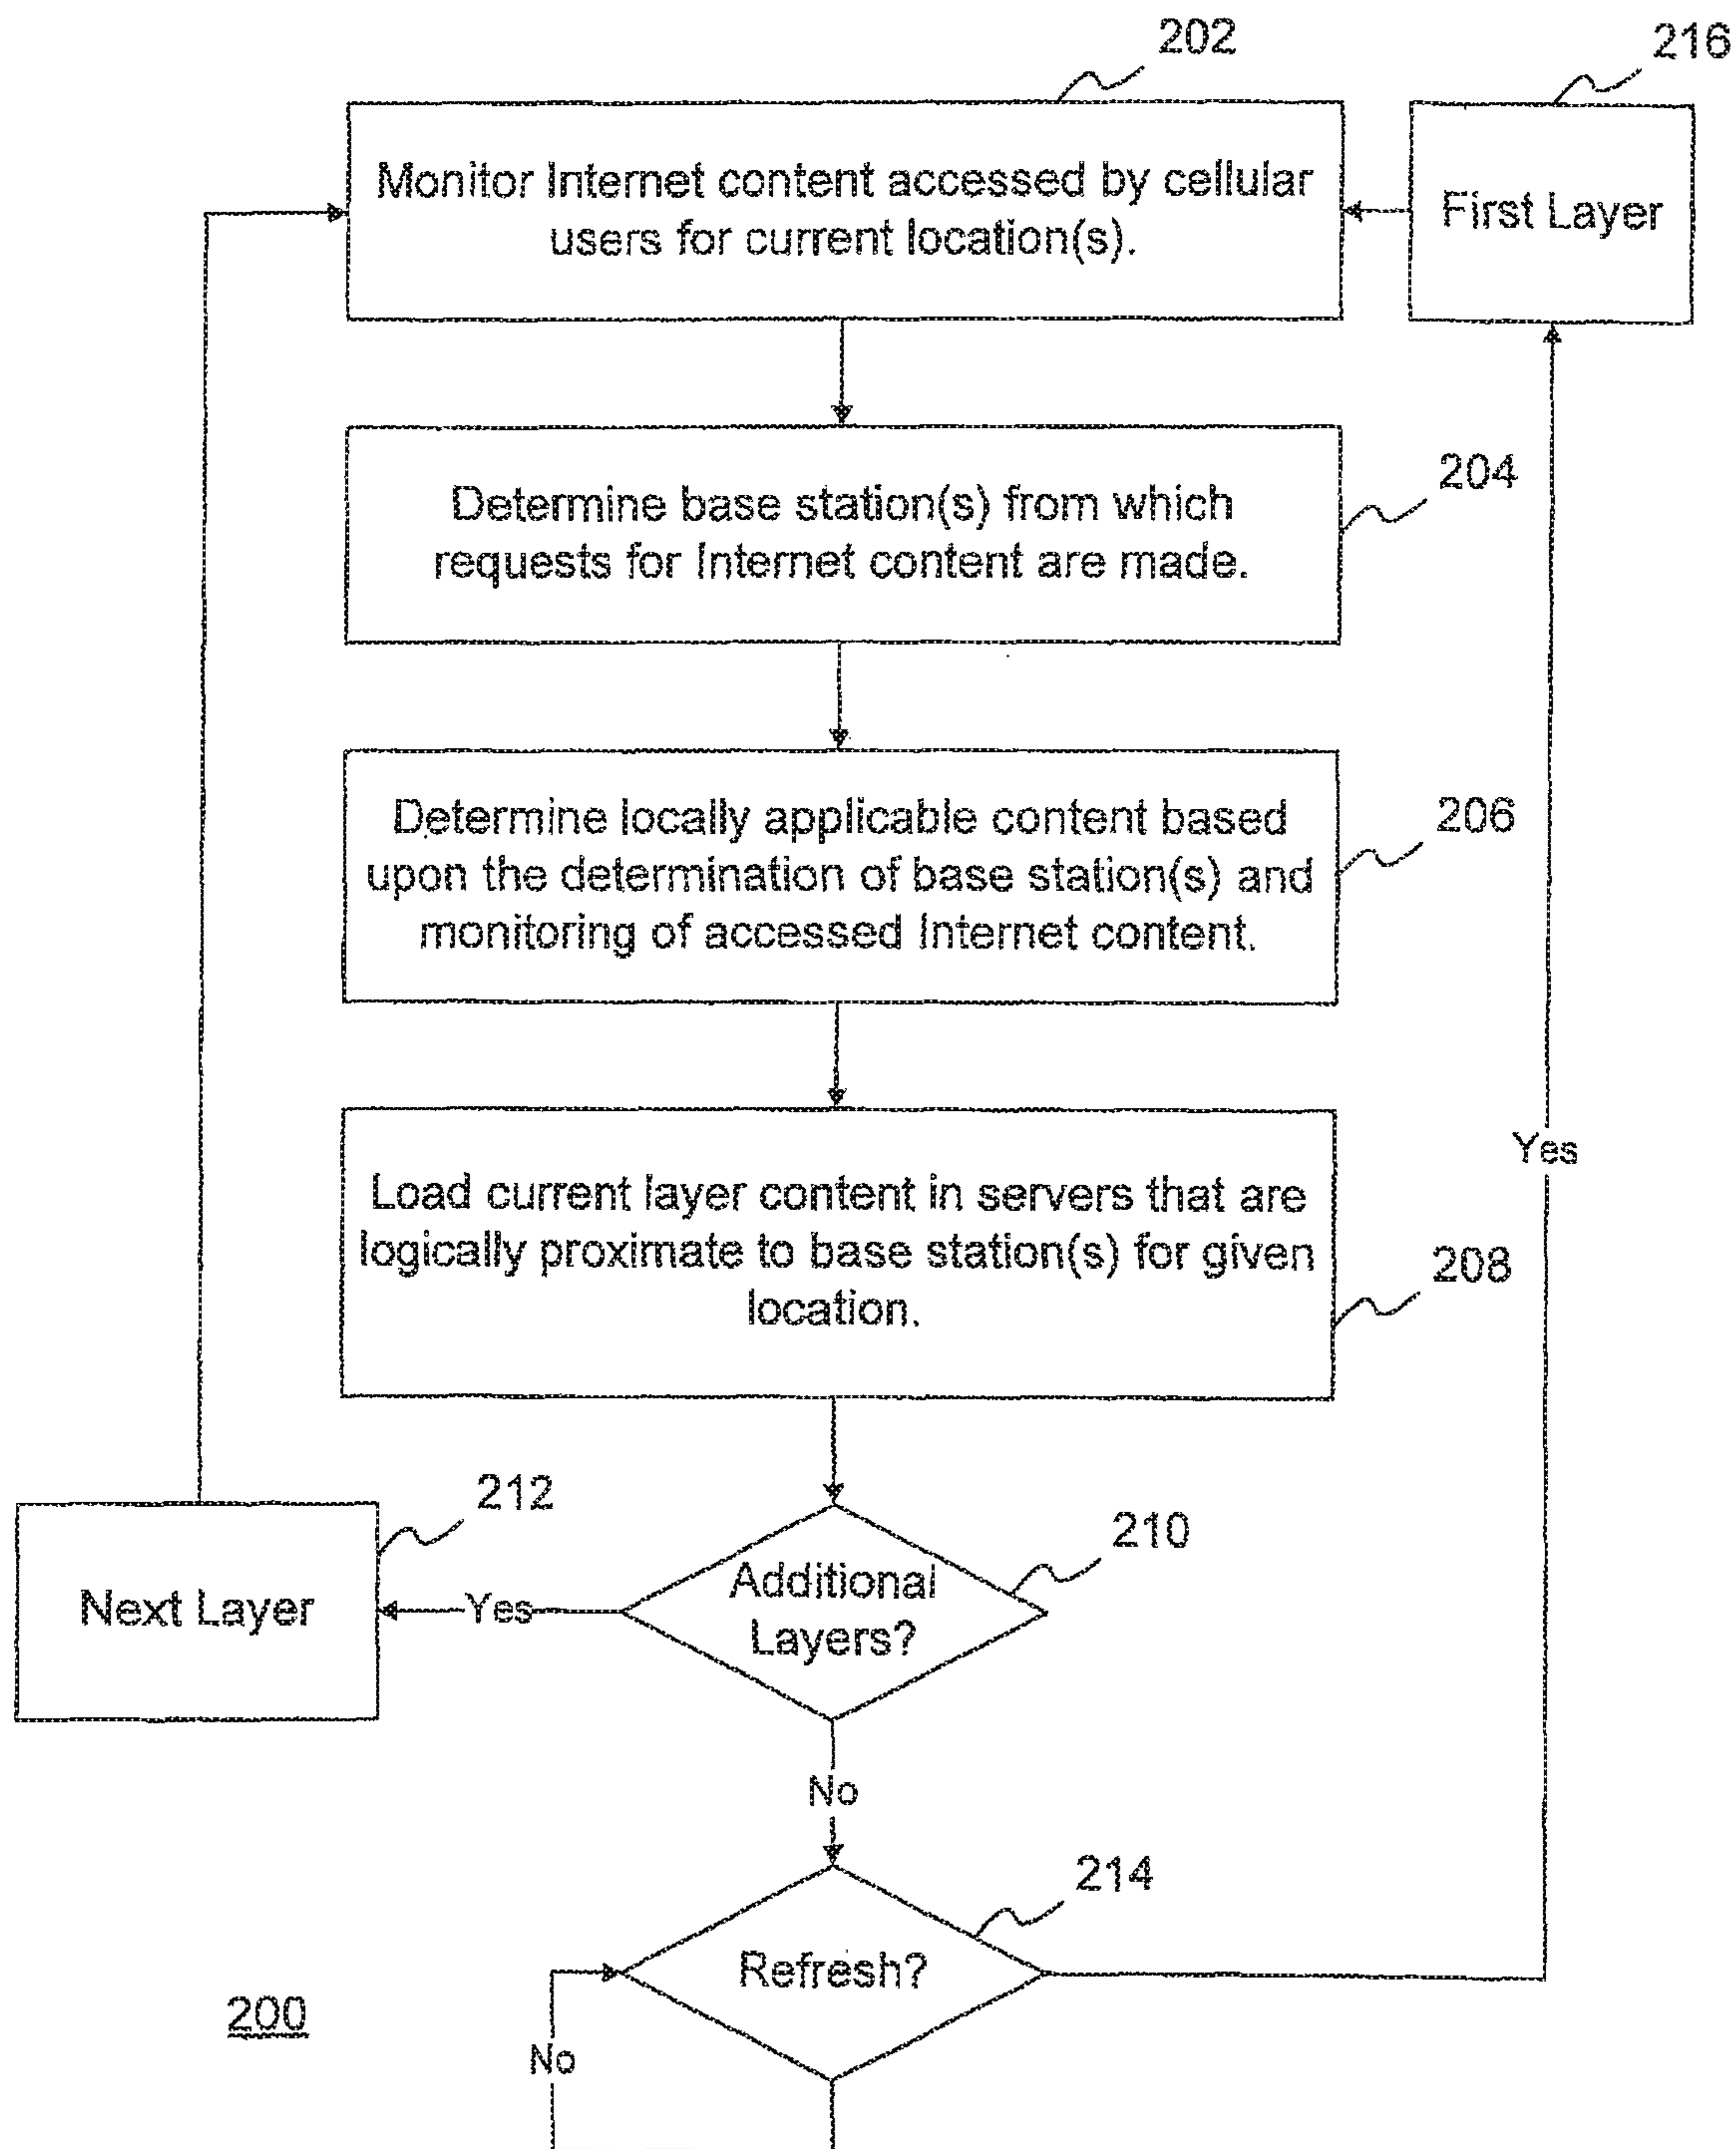 202
216
Monitor Internet content accessed by cellular
users for current location(s).
First Layer
204
Determine base station(s) from which
requests for Internet content are made.
206
Determine locally applicable content based
upon the determination of base station(s) and
monitoring of accessed Internet content.
Yes
208
Load current layer content in servers that are
logically proximate to base station(s) for given
location.
212
210
Next Layer
Yes
Additional
Layers?
No
214
Refresh?
200
No